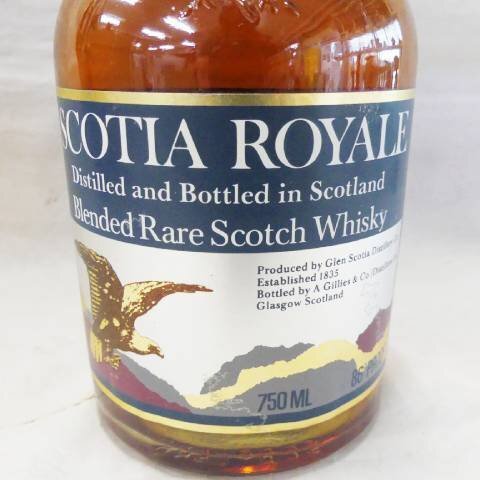 SCOTIA ROYALE
Distilled and Bottled in Scotland
Blended Rare Scotch Whisky
Produced by Glen Scotia
Established 1835
Bottled by A Gillies & Co
Glasgow Scotland
750 ML
86